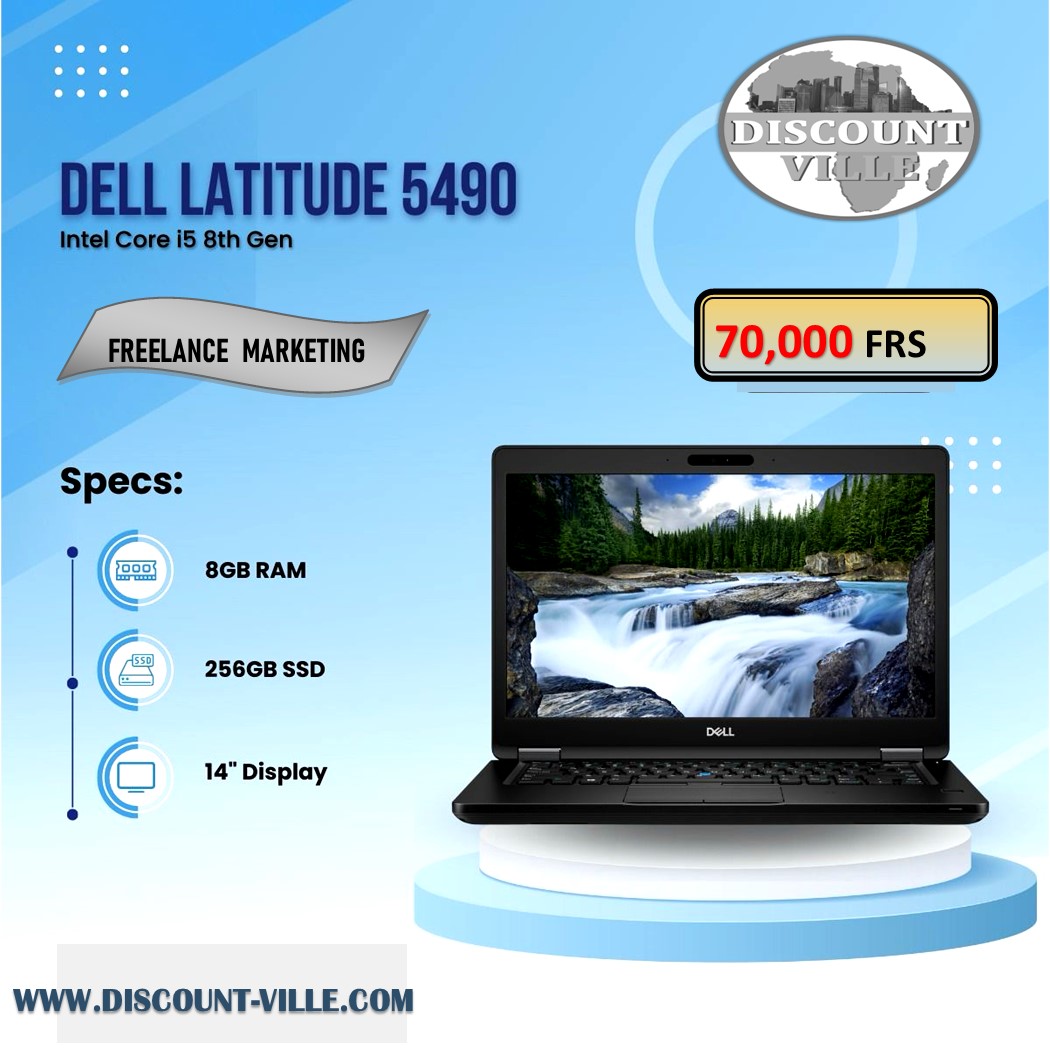 DISCOUNT
VILLE
DELL LATITUDE 5490
Intel Core i5 8th Gen
FREELANCE MARKETING
70,000 FRS
Specs:
8GB RAM
SSD
256GB SSD
14" Display
DELL
WWW.DISCOUNT-VILLE.COM